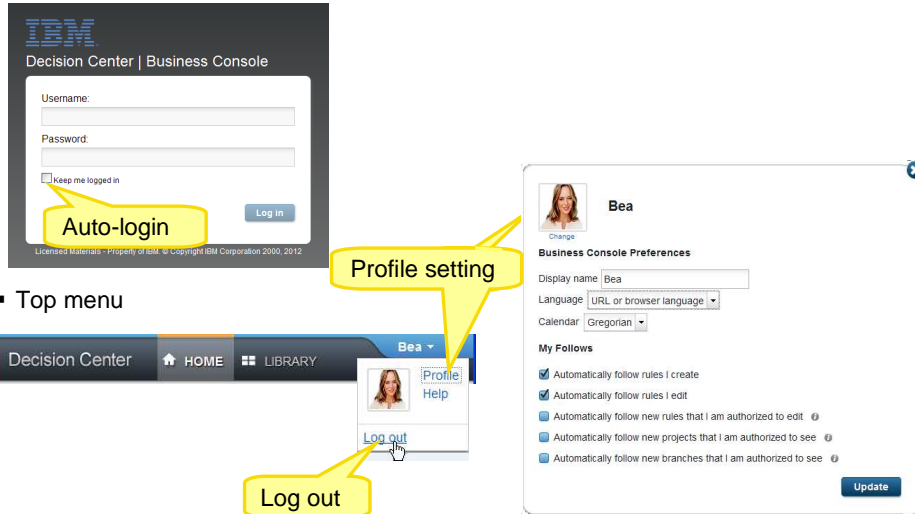 IBM
Decision Center | Business Console
Username:
Password:
Keep me logged in
Log in
Auto-login
Licensed Materials - Property of IBM. © Copyright IBM Corporation 2000, 2012
▪ Top menu
Decision Center HOME LIBRARY Bea
Profile
Help
Log out
Log out
Profile setting
Bea
Change
Business Console Preferences
Display name Bea
Language URL or browser language
Calendar Gregorian
My Follows
Automatically follow rules I create
Automatically follow rules I edit
Automatically follow new rules that I am authorized to edit i
Automatically follow new projects that I am authorized to see i
Automatically follow new branches that I am authorized to see i
Update